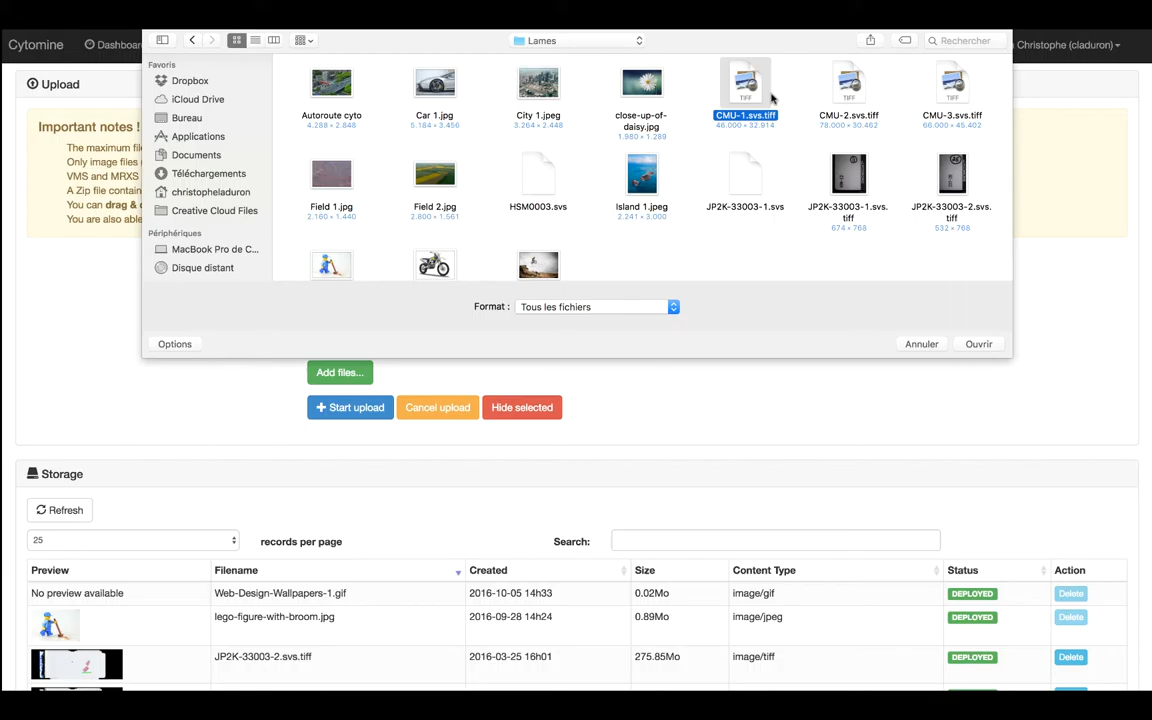 Cytomine
Dashboar
Lames
Rechercher
Christophe (claduron)
Favoris
Dropbox
iCloud Drive
Bureau
Applications
Documents
Téléchargements
christopheladuron
Creative Cloud Files
Périphériques
MacBook Pro de C...
Disque distant
Upload
Important notes !
The maximum fil
Only image files (
VMS and MRXS
A Zip file contain
You can drag & d
You are also able
TIFF TIFF TIFF
Autoroute cyto Car 1.jpg City 1.jpeg close-up-of-daisy.jpg CMU-1.svs.tiff CMU-2.svs.tiff CMU-3.svs.tiff
4.288 × 2.848 5.184 × 3.456 3.264 × 2.448 1.980 × 1.289 46.000 × 32.914 78.000 × 30.462 66.000 × 45.402
Field 1.jpg Field 2.jpg HSM0003.svs Island 1.jpeg JP2K-33003-1.svs JP2K-33003-1.svs.tiff JP2K-33003-2.svs.tiff
2.160 × 1.440 2.800 × 1.561 2.241 × 3.000 674 × 768 532 × 768
Format : Tous les fichiers
Options Annuler Ouvrir
Add files...
Start upload Cancel upload Hide selected
Storage
Refresh
25 records per page Search:
Preview Filename Created Size Content Type Status Action
No preview available Web-Design-Wallpapers-1.gif 2016-10-05 14h33 0.02Mo image/gif DEPLOYED Delete
lego-figure-with-broom.jpg 2016-09-28 14h24 0.89Mo image/jpeg DEPLOYED Delete
JP2K-33003-2.svs.tiff 2016-03-25 16h01 275.85Mo image/tiff DEPLOYED Delete